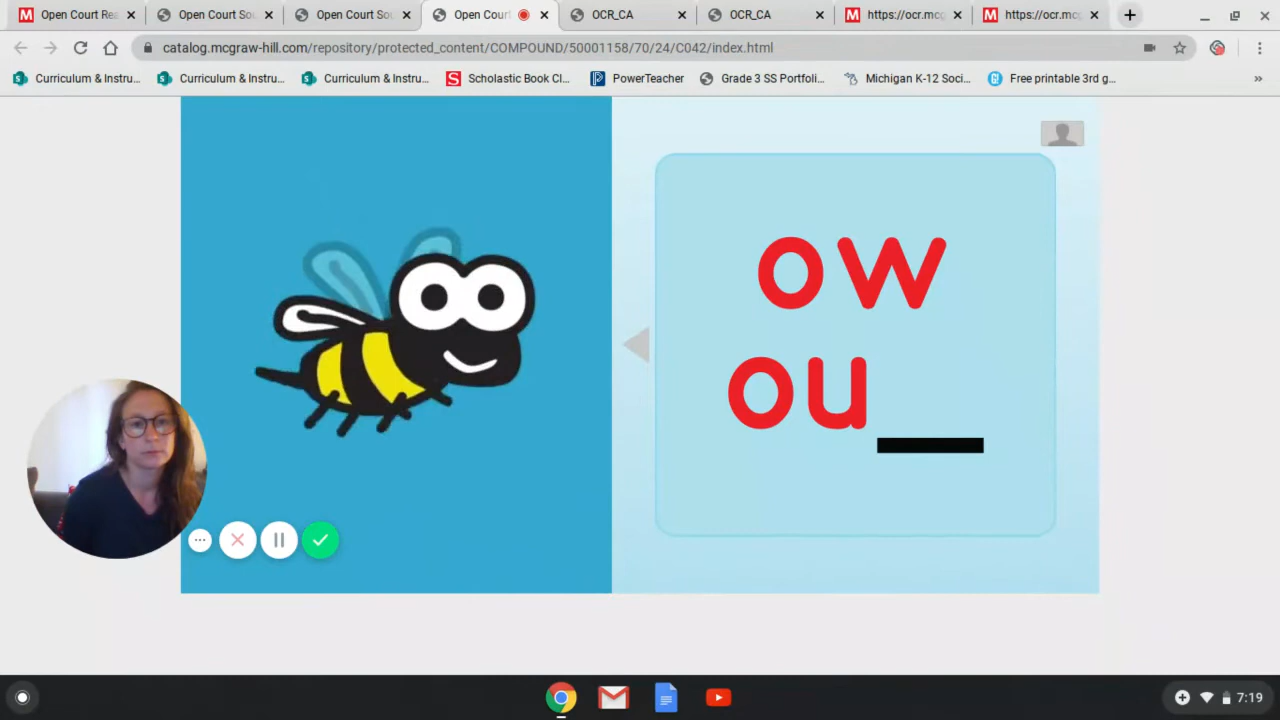 Open Court Rea
Open Court Sou
Open Court Sou
Open Court
OCR_CA
OCR_CA
https://ocr.mcg
https://ocr.mcg
catalog.mcgraw-hill.com/repository/protected_content/COMPOUND/50001158/70/24/C042/index.html
Curriculum & Instru...
Curriculum & Instru...
Curriculum & Instru...
Scholastic Book Cl...
PowerTeacher
Grade 3 SS Portfoli...
Michigan K-12 Soci...
Free printable 3rd g...
»
ow
ou_
7:19